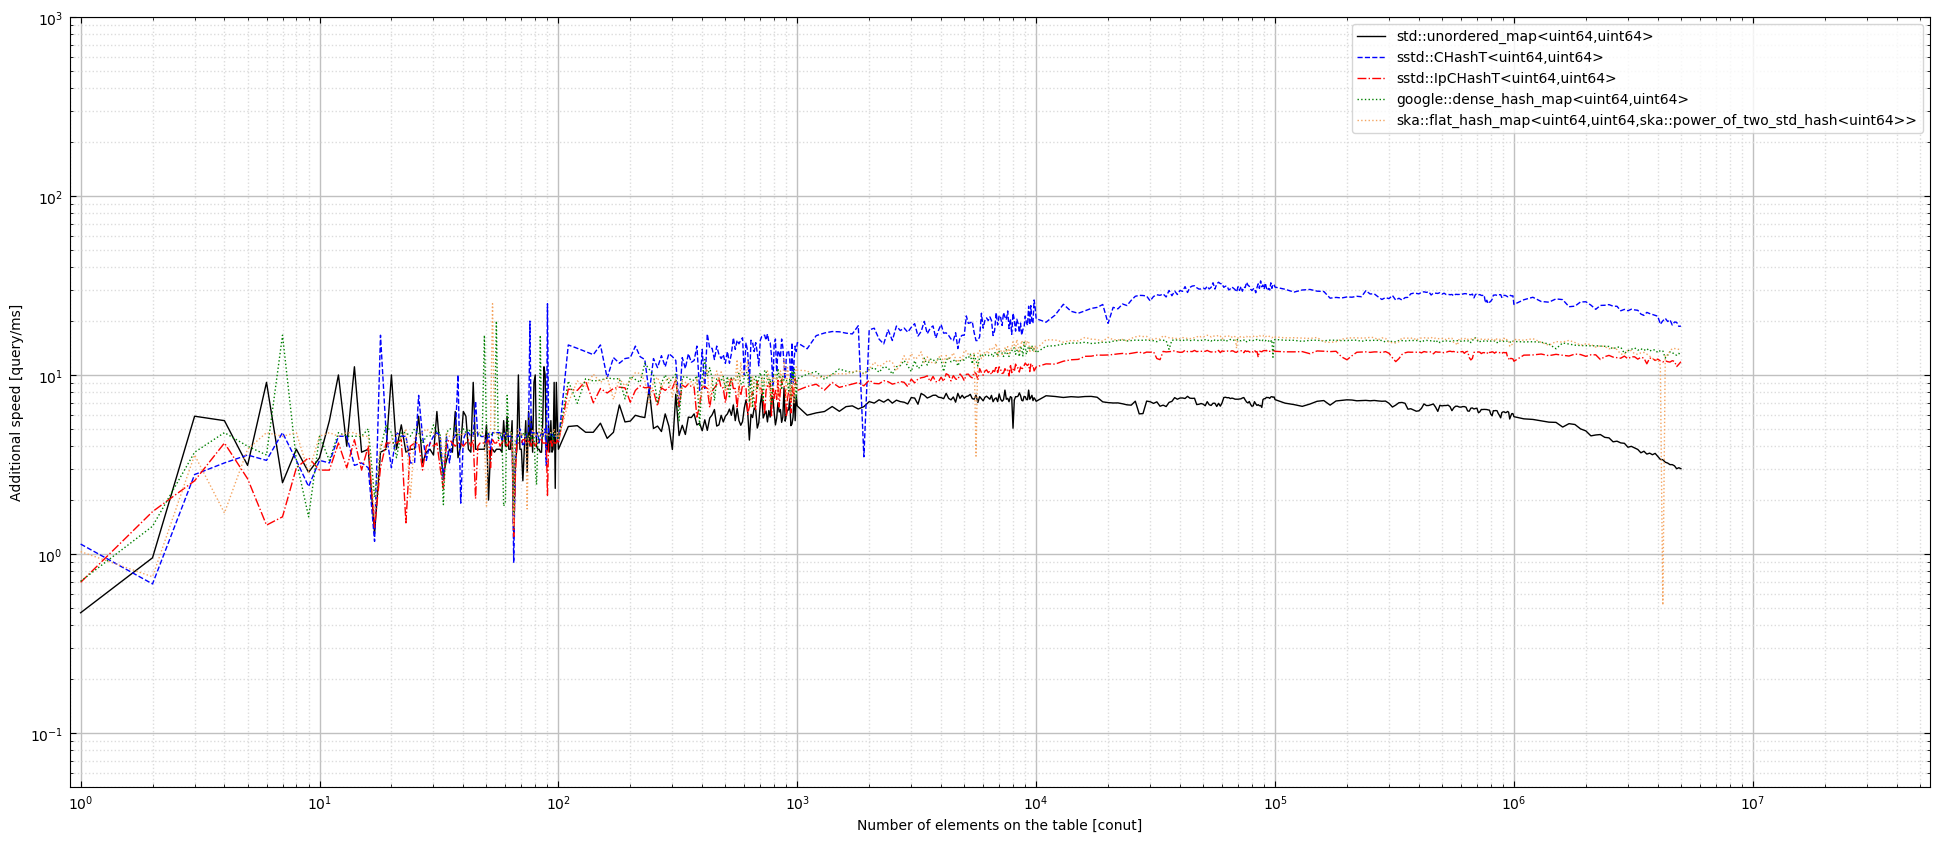 10³
10²
10¹
10⁰
10⁻¹
Additional speed [query/ms]
std::unordered_map<uint64,uint64>
sstd::CHashT<uint64,uint64>
sstd::IpCHashT<uint64,uint64>
google::dense_hash_map<uint64,uint64>
ska::flat_hash_map<uint64,uint64,ska::power_of_two_std_hash<uint64>>
10⁰ 10¹ 10² 10³ 10⁴ 10⁵ 10⁶ 10⁷
Number of elements on the table [conut]